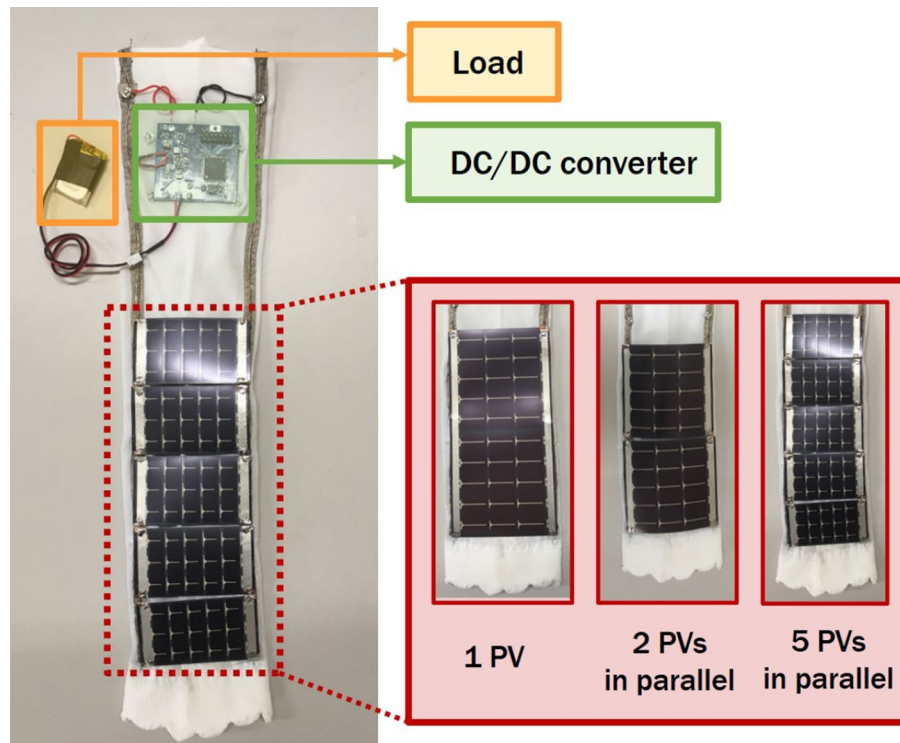 Load
DC/DC converter
1 PV
2 PVs
in parallel
5 PVs
in parallel